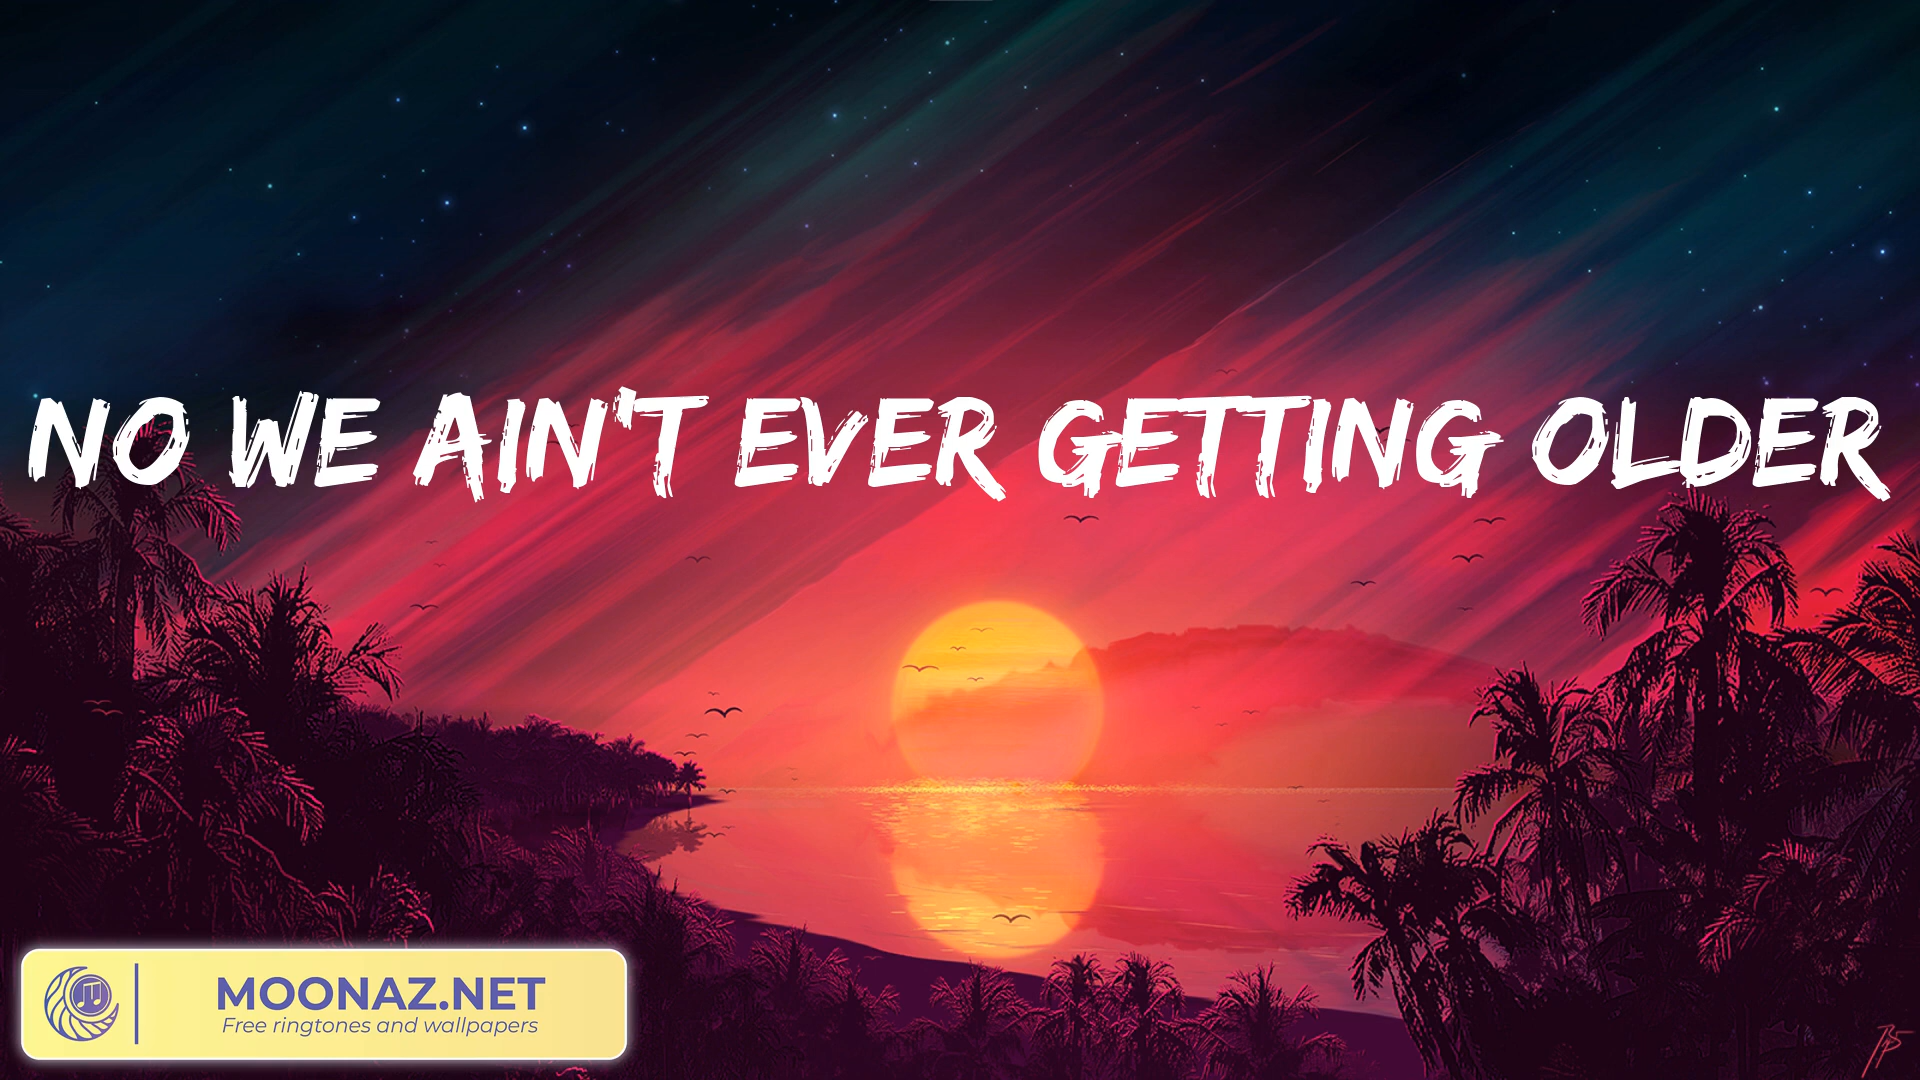 NO WE AIN'T EVER GETTING OLDER
MOONAZ.NET
Free ringtones and wallpapers